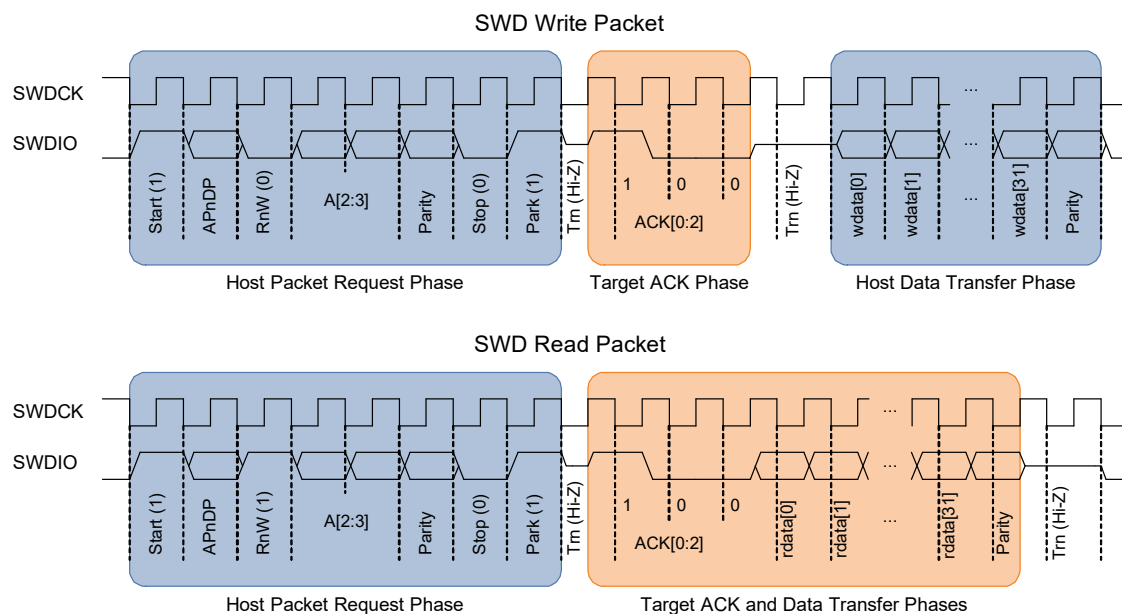 SWD Write Packet
SWDCK
...
SWDIO
...
Start (1)
APnDP
RnW (0)
A[2:3]
Parity
Stop (0)
Park (1)
Trn (Hi-Z)
1
0
0
ACK[0:2]
Trn (Hi-Z)
wdata[0]
wdata[1]
...
wdata[31]
Parity
Host Packet Request Phase
Target ACK Phase
Host Data Transfer Phase
SWD Read Packet
SWDCK
...
SWDIO
...
Start (1)
APnDP
RnW (1)
A[2:3]
Parity
Stop (0)
Park (1)
Trn (Hi-Z)
1
0
0
ACK[0:2]
rdata[0]
rdata[1]
...
rdata[31]
Parity
Trn (Hi-Z)
Host Packet Request Phase
Target ACK and Data Transfer Phases